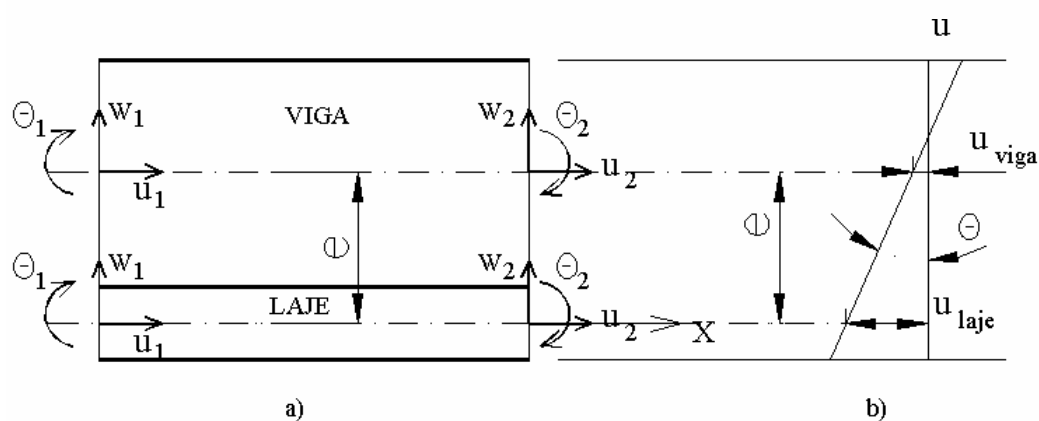 u
Θ1 w1 VIGA w2 Θ2
u viga
u1 u2
e e Θ
Θ1 w1 w2 Θ2
LAJE u laje
u1 u2 X
a) b)